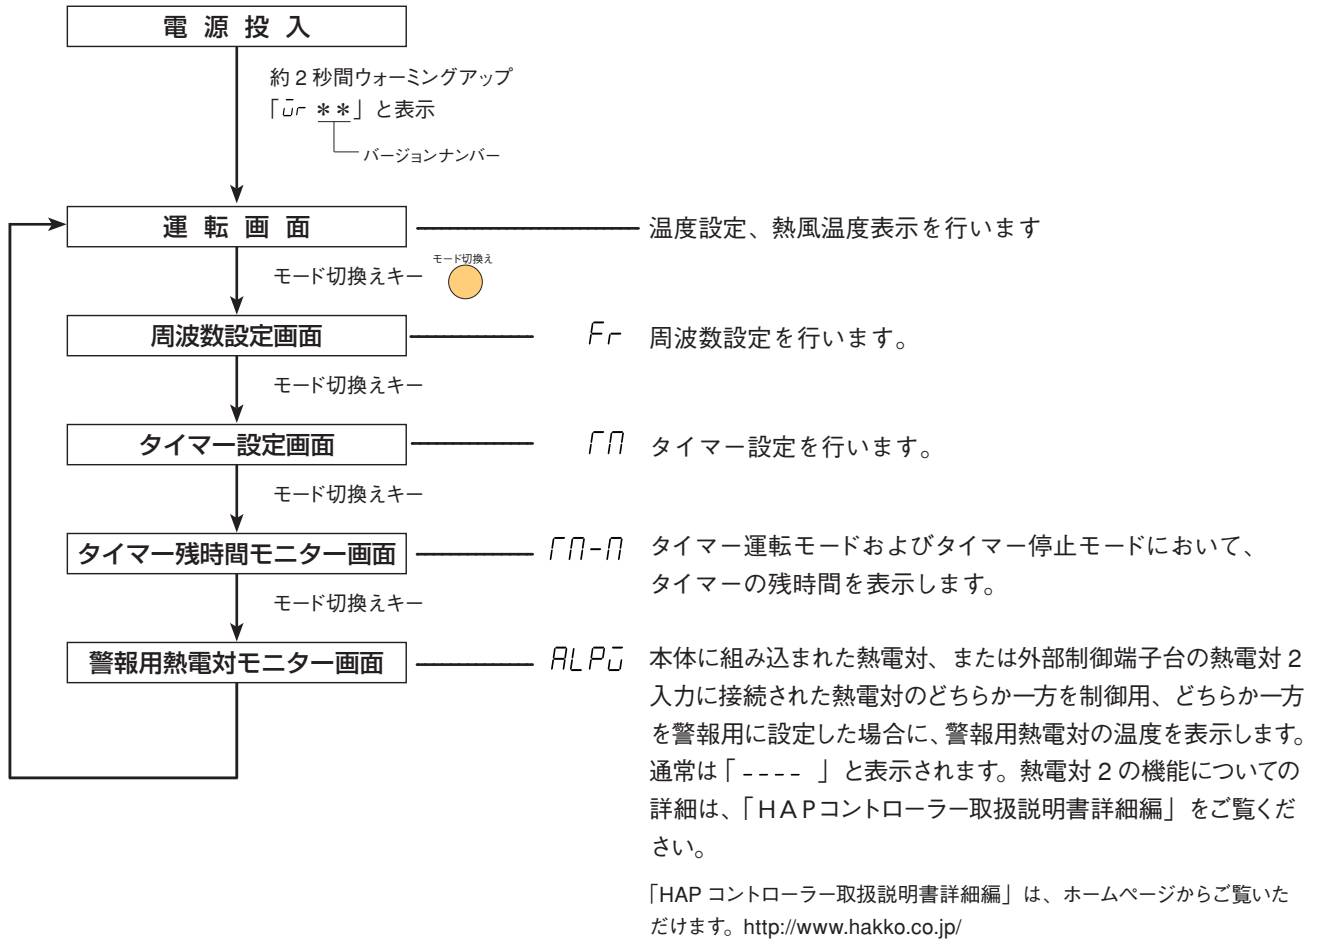 電源投入
約2秒間ウォーミングアップ
「ūr **」と表示
バージョンナンバー
運転画面
温度設定、熱風温度表示を行います
モード切換えキー
モード切換え
周波数設定画面
Fr 周波数設定を行います。
モード切換えキー
タイマー設定画面
ΓΠ タイマー設定を行います。
モード切換えキー
タイマー残時間モニター画面
ΓΠ-Π タイマー運転モードおよびタイマー停止モードにおいて、
タイマーの残時間を表示します。
モード切換えキー
警報用熱電対モニター画面
ALPū 本体に組み込まれた熱電対、または外部制御端子台の熱電対2
入力に接続された熱電対のどちらか一方を制御用、どちらか一方
を警報用に設定した場合に、警報用熱電対の温度を表示します。
通常は「---- 」と表示されます。熱電対2の機能についての
詳細は、「HAPコントローラー取扱説明書詳細編」をご覧くだ
さい。
「HAP コントローラー取扱説明書詳細編」は、ホームページからご覧いた
だけます。http://www.hakko.co.jp/